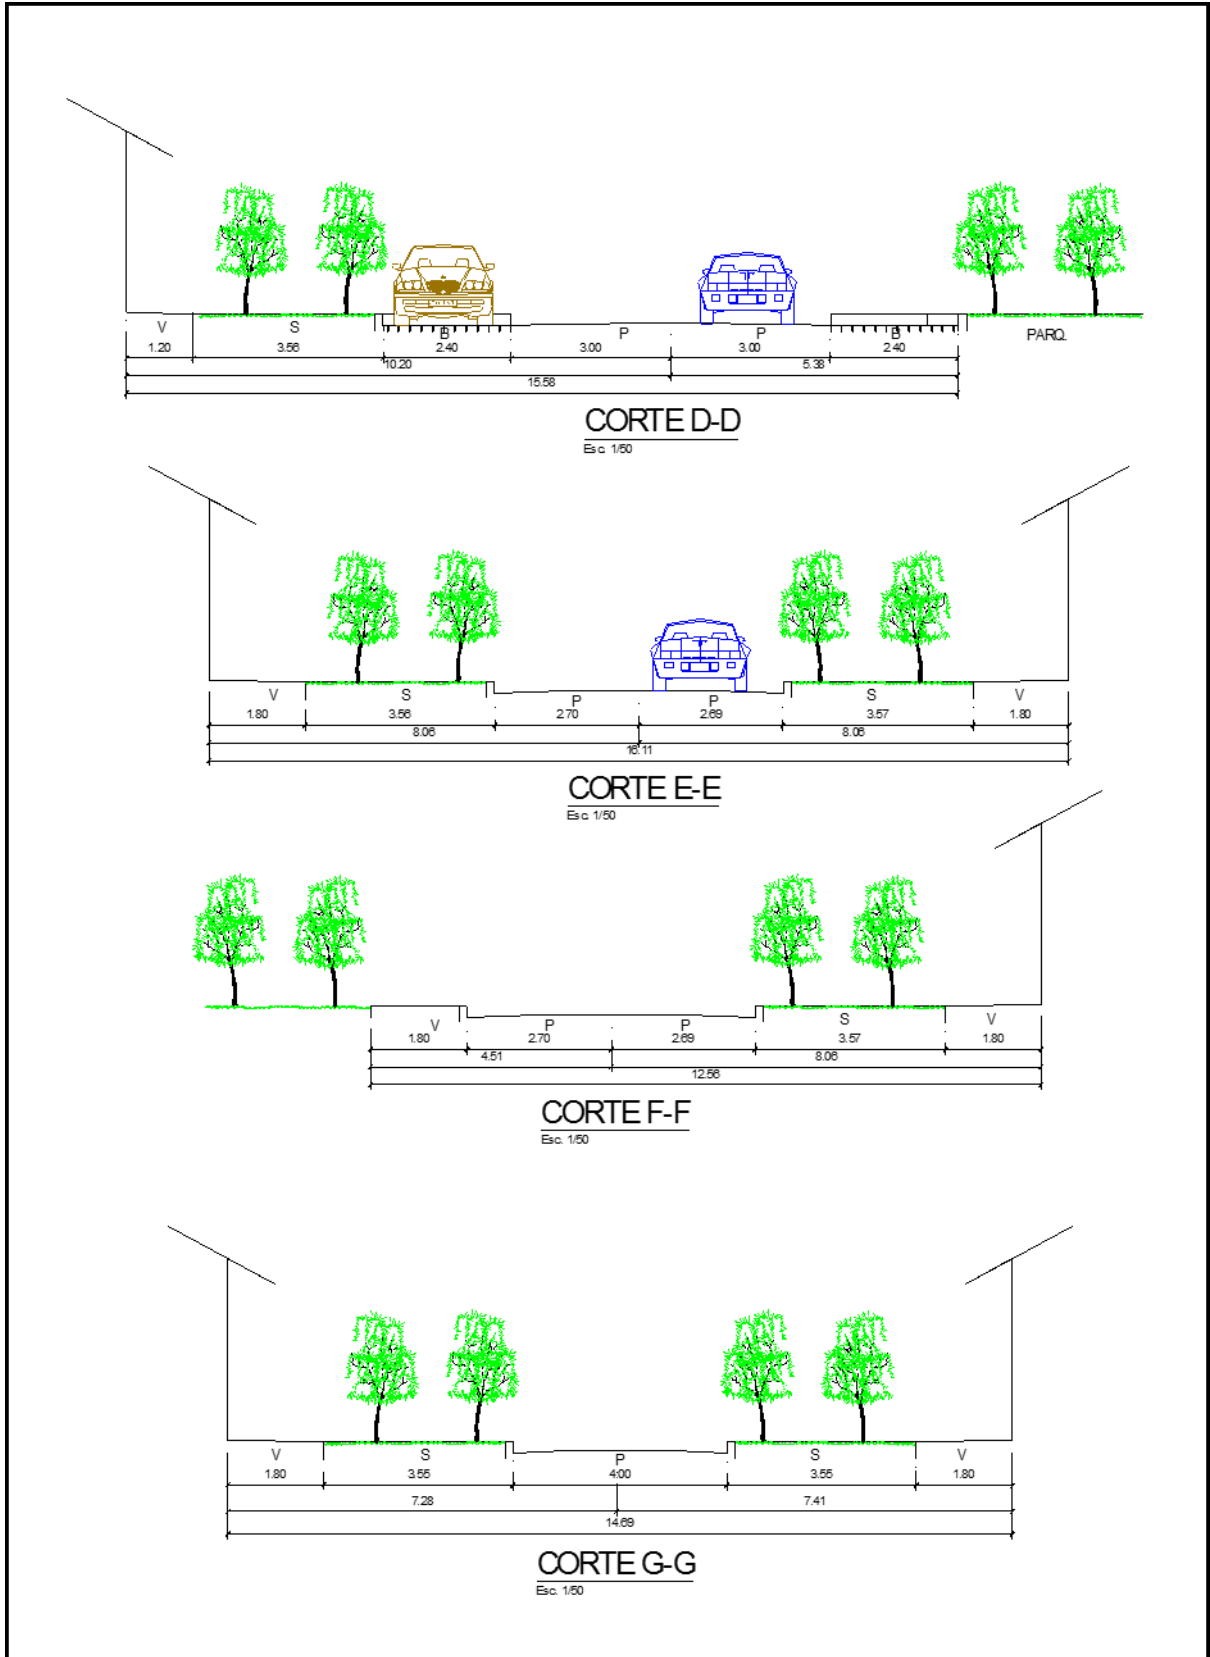 V S B P P B PARQ.
1.20 3.56 2.40 3.00 3.00 2.40
10.20 5.38
15.58
CORTE D-D
Esc. 1/50
V S P P S V
1.80 3.56 2.70 2.69 3.57 1.80
8.06 8.06
16.11
CORTE E-E
Esc. 1/50
V P P S V
1.80 2.70 2.69 3.57 1.80
4.51 8.06
12.56
CORTE F-F
Esc. 1/50
V S P S V
1.80 3.55 4.00 3.55 1.80
7.28 7.41
14.69
CORTE G-G
Esc. 1/50